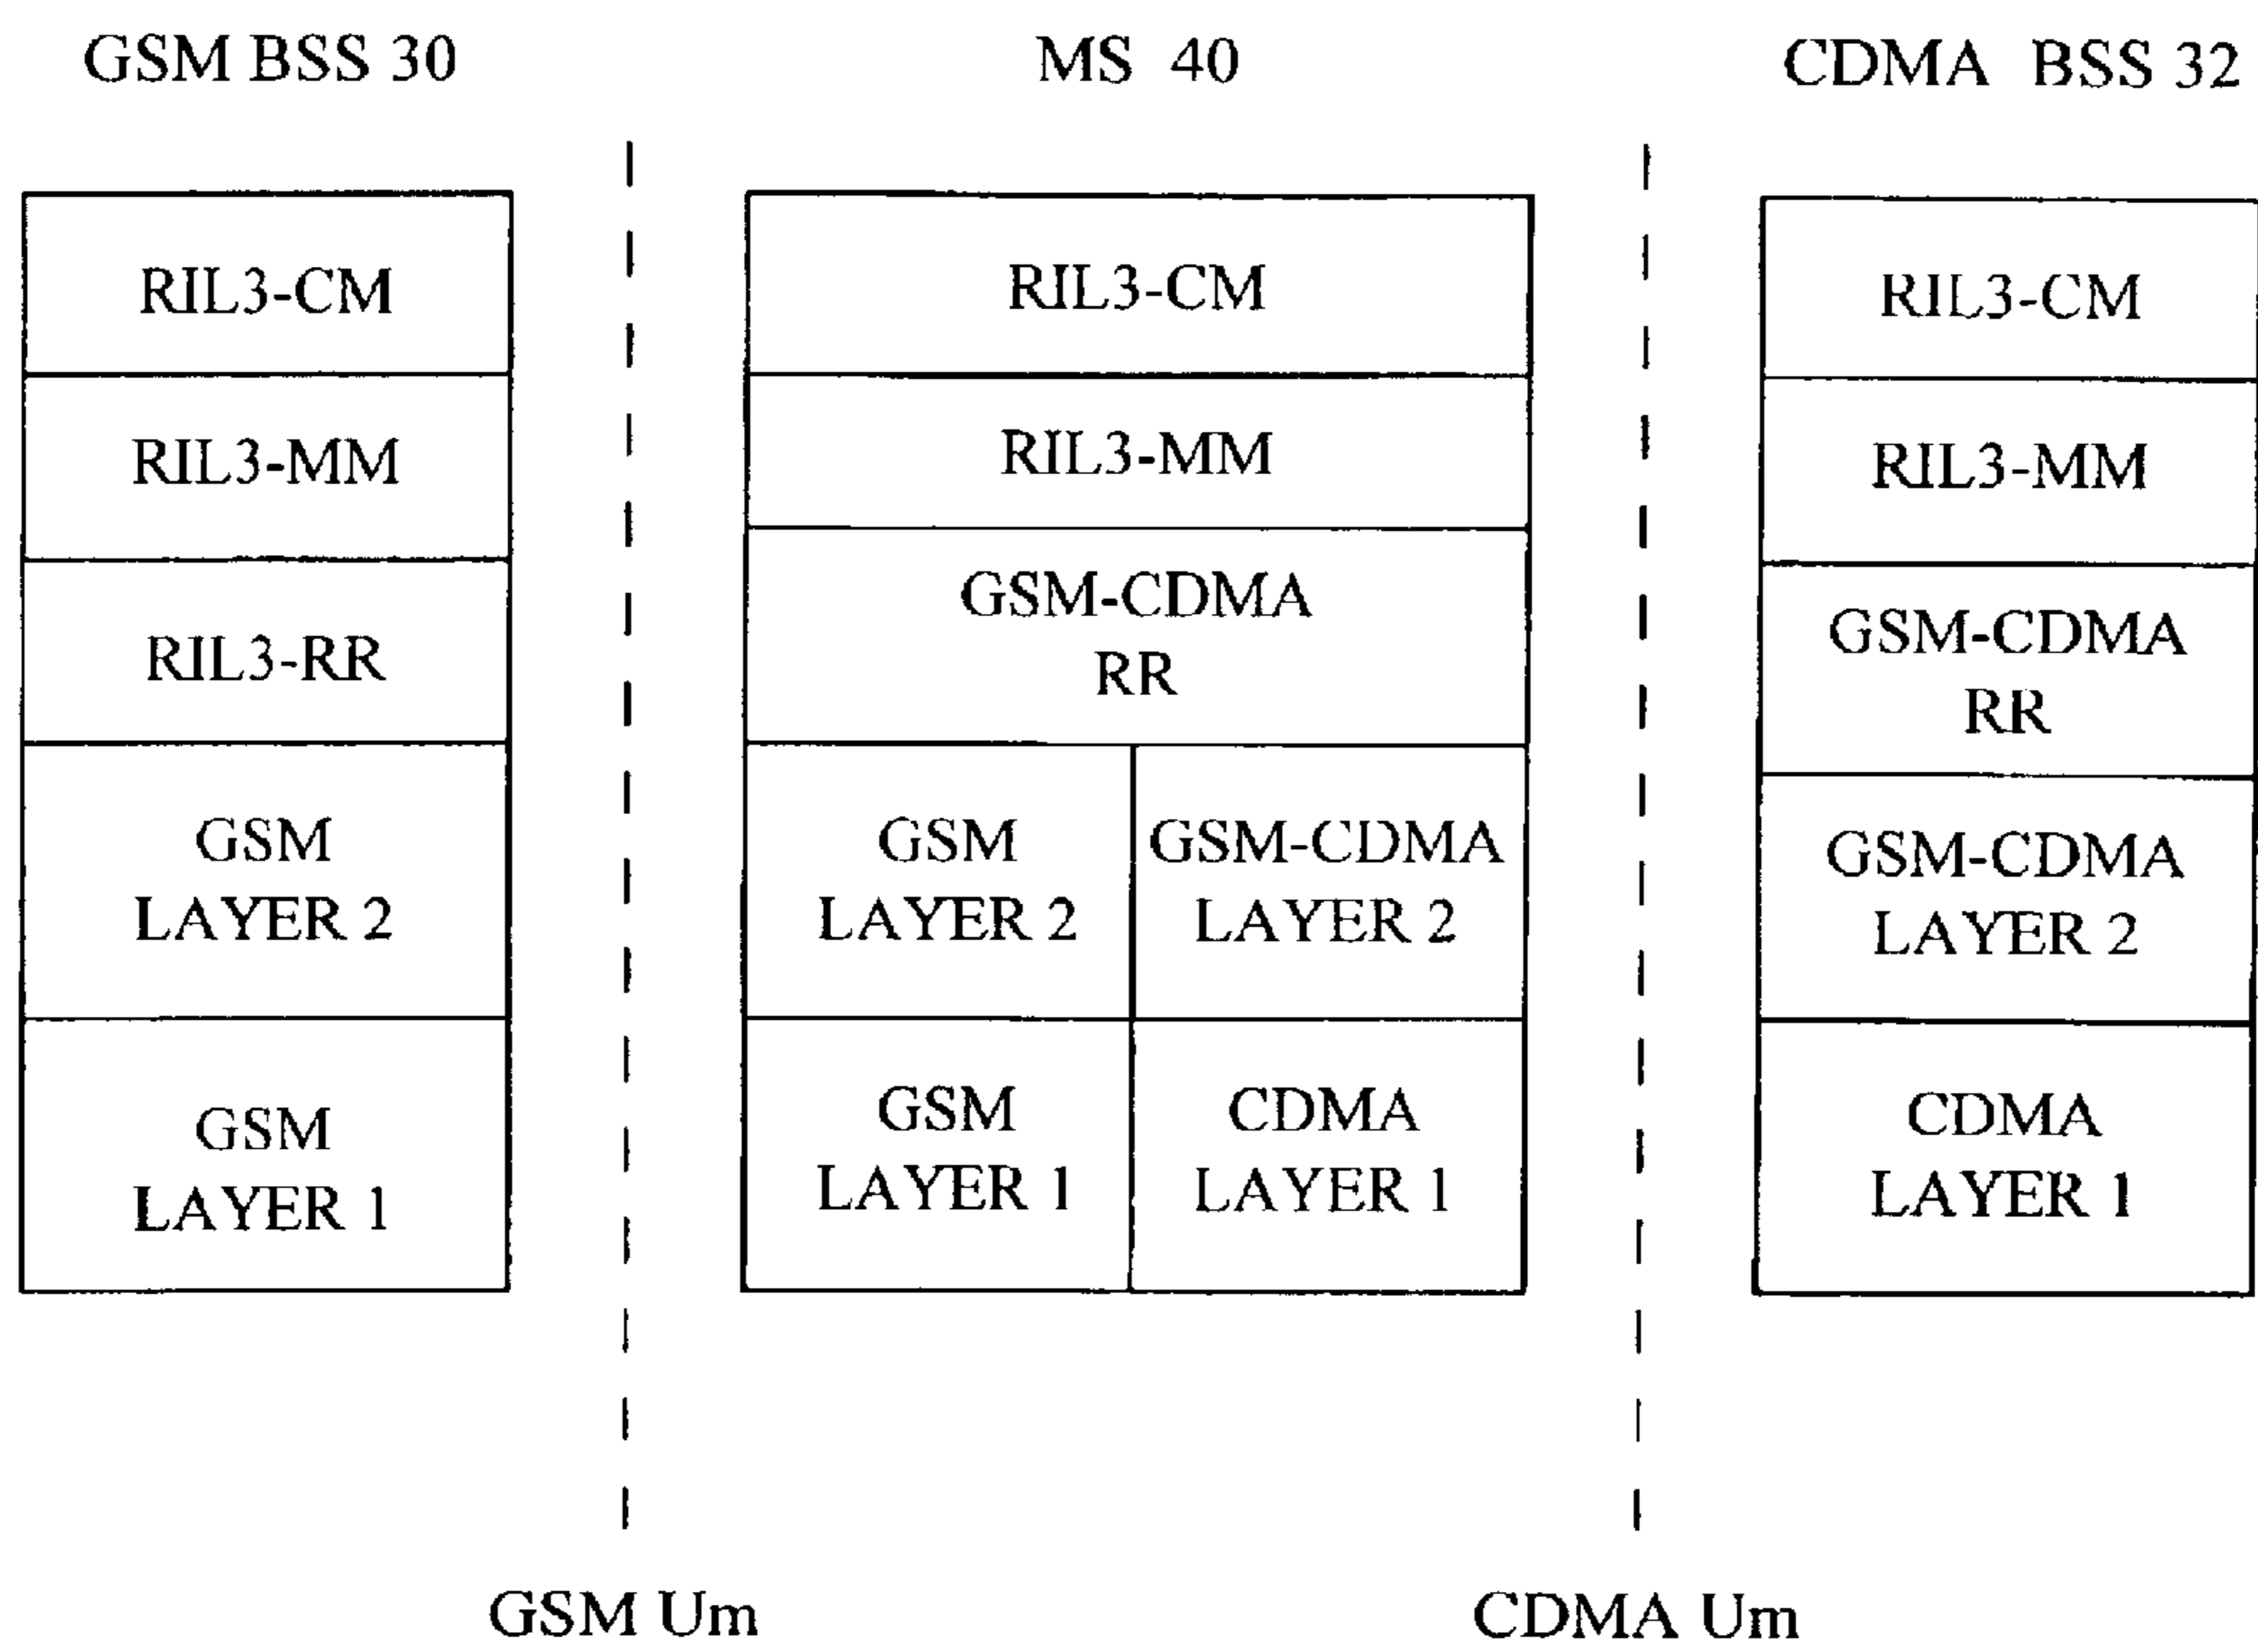 GSM BSS 30
MS 40
CDMA BSS 32
RIL3-CM
RIL3-MM
RIL3-RR
GSM
LAYER 2
GSM
LAYER 1
RIL3-CM
RIL3-MM
GSM-CDMA
RR
GSM
LAYER 2
GSM-CDMA
LAYER 2
GSM
LAYER 1
CDMA
LAYER 1
RIL3-CM
RIL3-MM
GSM-CDMA
RR
GSM-CDMA
LAYER 2
CDMA
LAYER 1
GSM Um
CDMA Um